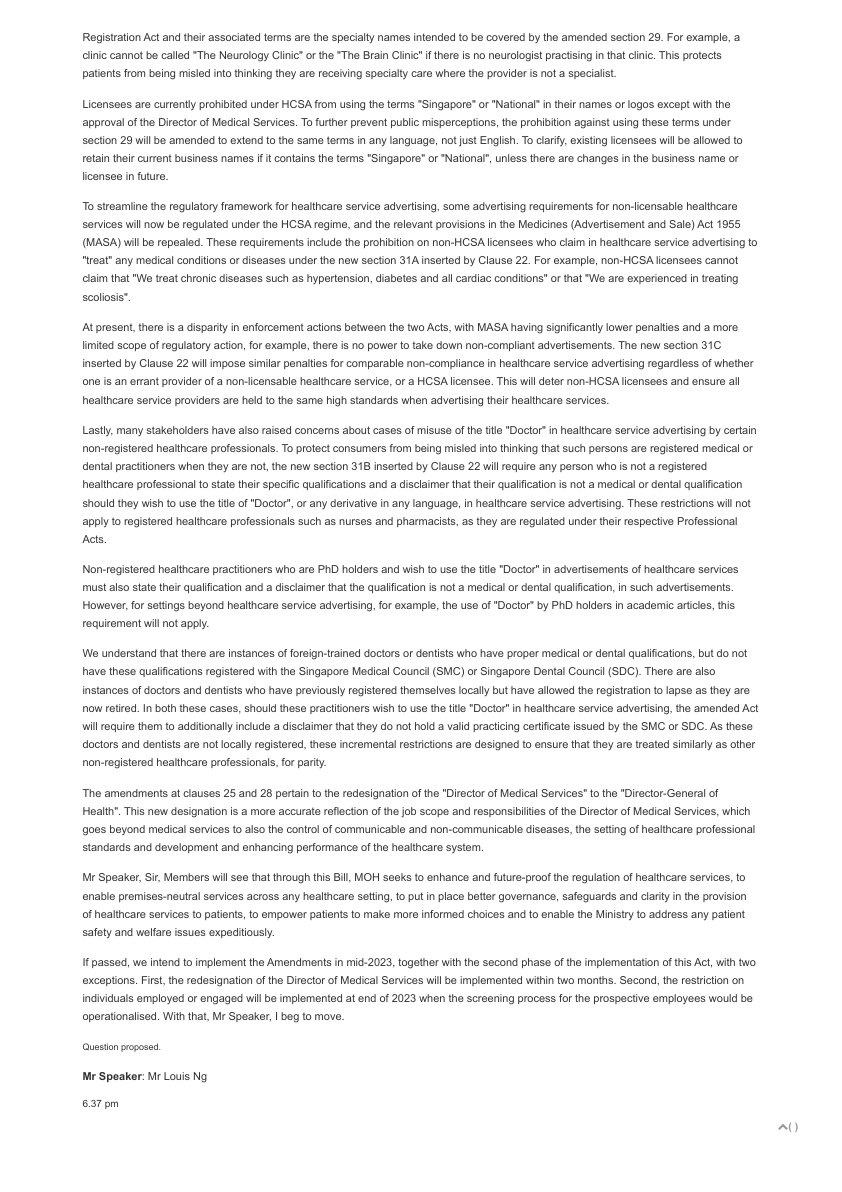 Registration Act and their associated terms are the specialty names intended to be covered by the amended section 29. For example, a
clinic cannot be called "The Neurology Clinic" or the "The Brain Clinic" if there is no neurologist practising in that clinic. This protects
patients from being misled into thinking they are receiving specialty care where the provider is not a specialist.
Licensees are currently prohibited under HCSA from using the terms "Singapore" or "National" in their names or logos except with the
approval of the Director of Medical Services. To further prevent public misperceptions, the prohibition against using these terms under
section 29 will be amended to extend to the same terms in any language, not just English. To clarify, existing licensees will be allowed to
retain their current business names if it contains the terms "Singapore" or "National", unless there are changes in the business name or
licensee in future.
To streamline the regulatory framework for healthcare service advertising, some advertising requirements for non-licensable healthcare
services will now be regulated under the HCSA regime, and the relevant provisions in the Medicines (Advertisement and Sale) Act 1955
(MASA) will be repealed. These requirements include the prohibition on non-HCSA licensees who claim in healthcare service advertising to
"treat" any medical conditions or diseases under the new section 31A inserted by Clause 22. For example, non-HCSA licensees cannot
claim that "We treat chronic diseases such as hypertension, diabetes and all cardiac conditions" or that "We are experienced in treating
scoliosis".
At present, there is a disparity in enforcement actions between the two Acts, with MASA having significantly lower penalties and a more
limited scope of regulatory action, for example, there is no power to take down non-compliant advertisements. The new section 31C
inserted by Clause 22 will impose similar penalties for comparable non-compliance in healthcare service advertising regardless of whether
one is an errant provider of a non-licensable healthcare service, or a HCSA licensee. This will deter non-HCSA licensees and ensure all
healthcare service providers are held to the same high standards when advertising their healthcare services.
Lastly, many stakeholders have also raised concerns about cases of misuse of the title "Doctor" in healthcare service advertising by certain
non-registered healthcare professionals. To protect consumers from being misled into thinking that such persons are registered medical or
dental practitioners when they are not, the new section 31B inserted by Clause 22 will require any person who is not a registered
healthcare professional to state their specific qualifications and a disclaimer that their qualification is not a medical or dental qualification
should they wish to use the title of "Doctor", or any derivative in any language, in healthcare service advertising. These restrictions will not
apply to registered healthcare professionals such as nurses and pharmacists, as they are regulated under their respective Professional
Acts.
Non-registered healthcare practitioners who are PhD holders and wish to use the title "Doctor" in advertisements of healthcare services
must also state their qualification and a disclaimer that the qualification is not a medical or dental qualification, in such advertisements.
However, for settings beyond healthcare service advertising, for example, the use of "Doctor" by PhD holders in academic articles, this
requirement will not apply.
We understand that there are instances of foreign-trained doctors or dentists who have proper medical or dental qualifications, but do not
have these qualifications registered with the Singapore Medical Council (SMC) or Singapore Dental Council (SDC). There are also
instances of doctors and dentists who have previously registered themselves locally but have allowed the registration to lapse as they are
now retired. In both these cases, should these practitioners wish to use the title "Doctor" in healthcare service advertising, the amended Act
will require them to additionally include a disclaimer that they do not hold a valid practicing certificate issued by the SMC or SDC. As these
doctors and dentists are not locally registered, these incremental restrictions are designed to ensure that they are treated similarly as other
non-registered healthcare professionals, for parity.
The amendments at clauses 25 and 28 pertain to the redesignation of the "Director of Medical Services" to the "Director-General of
Health". This new designation is a more accurate reflection of the job scope and responsibilities of the Director of Medical Services, which
goes beyond medical services to also the control of communicable and non-communicable diseases, the setting of healthcare professional
standards and development and enhancing performance of the healthcare system.
Mr Speaker, Sir, Members will see that through this Bill, MOH seeks to enhance and future-proof the regulation of healthcare services, to
enable premises-neutral services across any healthcare setting, to put in place better governance, safeguards and clarity in the provision
of healthcare services to patients, to empower patients to make more informed choices and to enable the Ministry to address any patient
safety and welfare issues expeditiously.
If passed, we intend to implement the Amendments in mid-2023, together with the second phase of the implementation of this Act, with two
exceptions. First, the redesignation of the Director of Medical Services will be implemented within two months. Second, the restriction on
individuals employed or engaged will be implemented at end of 2023 when the screening process for the prospective employees would be
operationalised. With that, Mr Speaker, I beg to move.
Question proposed.
Mr Speaker: Mr Louis Ng
6.37 pm
( )